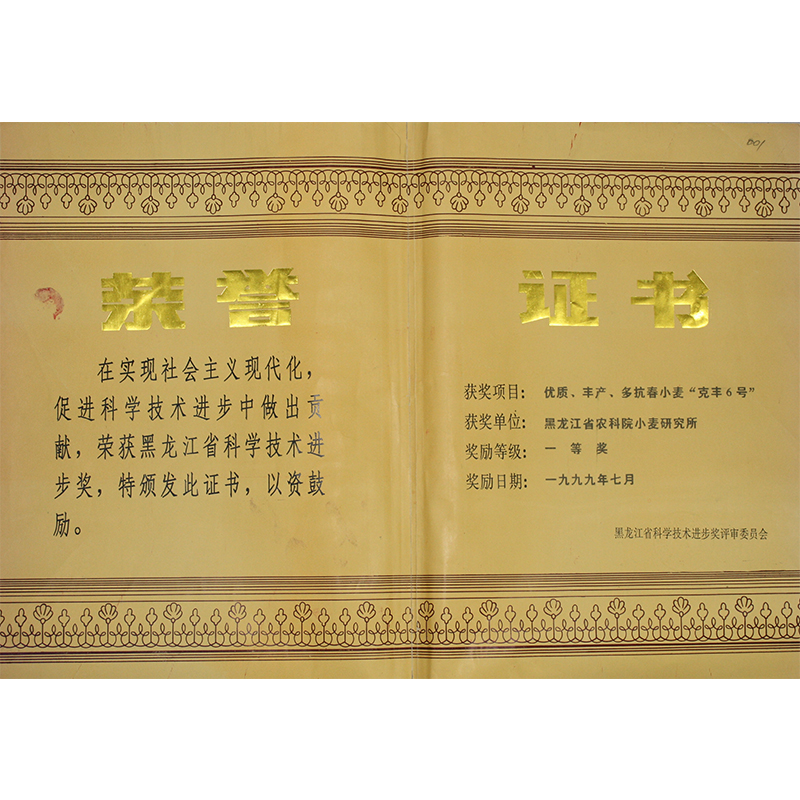 荣誉证书
在实现社会主义现代化，
促进科学技术进步中做出贡
献，荣获黑龙江省科学技术进
步奖，特颁发此证书，以资鼓
励。
获奖项目：优质、丰产、多抗春小麦“克丰6号”
获奖单位：黑龙江省农科院小麦研究所
奖励等级：一等奖
奖励日期：一九九九年七月
黑龙江省科学技术进步奖评审委员会